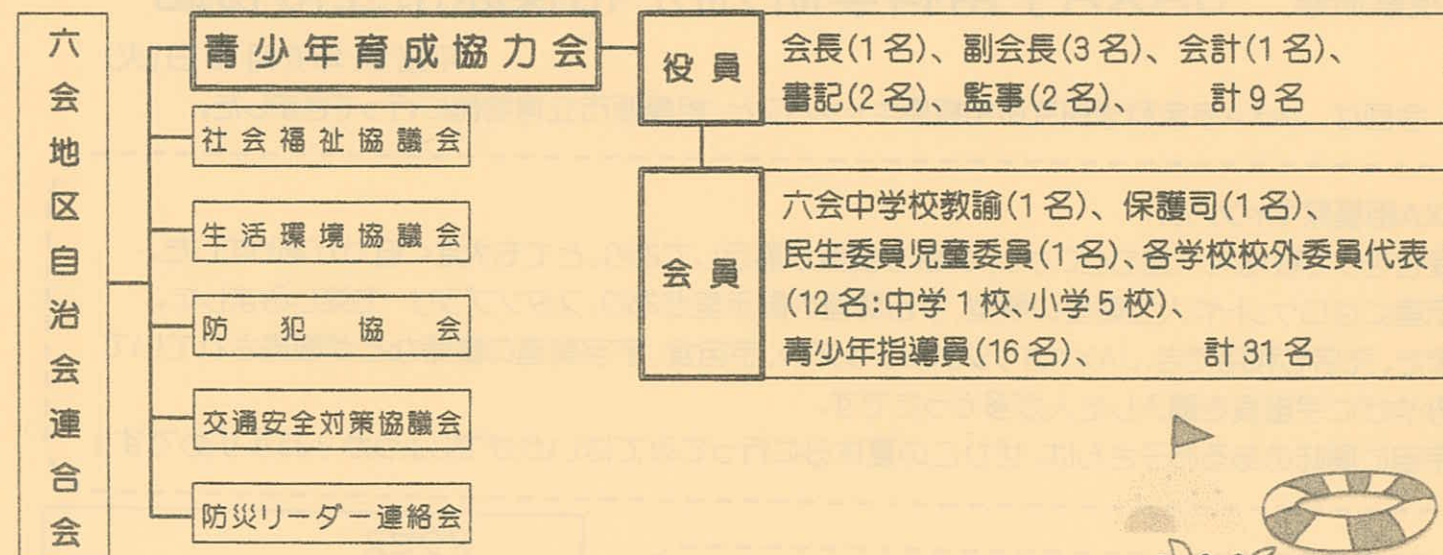 六会地区自治会連合会
青少年育成協力会
社会福祉協議会
生活環境協議会
防犯協会
交通安全対策協議会
防災リーダー連絡会
役員
会長(1名)、副会長(3名)、会計(1名)、
書記(2名)、監事(2名)、 計9名
会員
六会中学校教諭(1名)、保護司(1名)、
民生委員児童委員(1名)、各学校校外委員代表
(12名:中学1校、小学5校)、
青少年指導員(16名)、 計31名